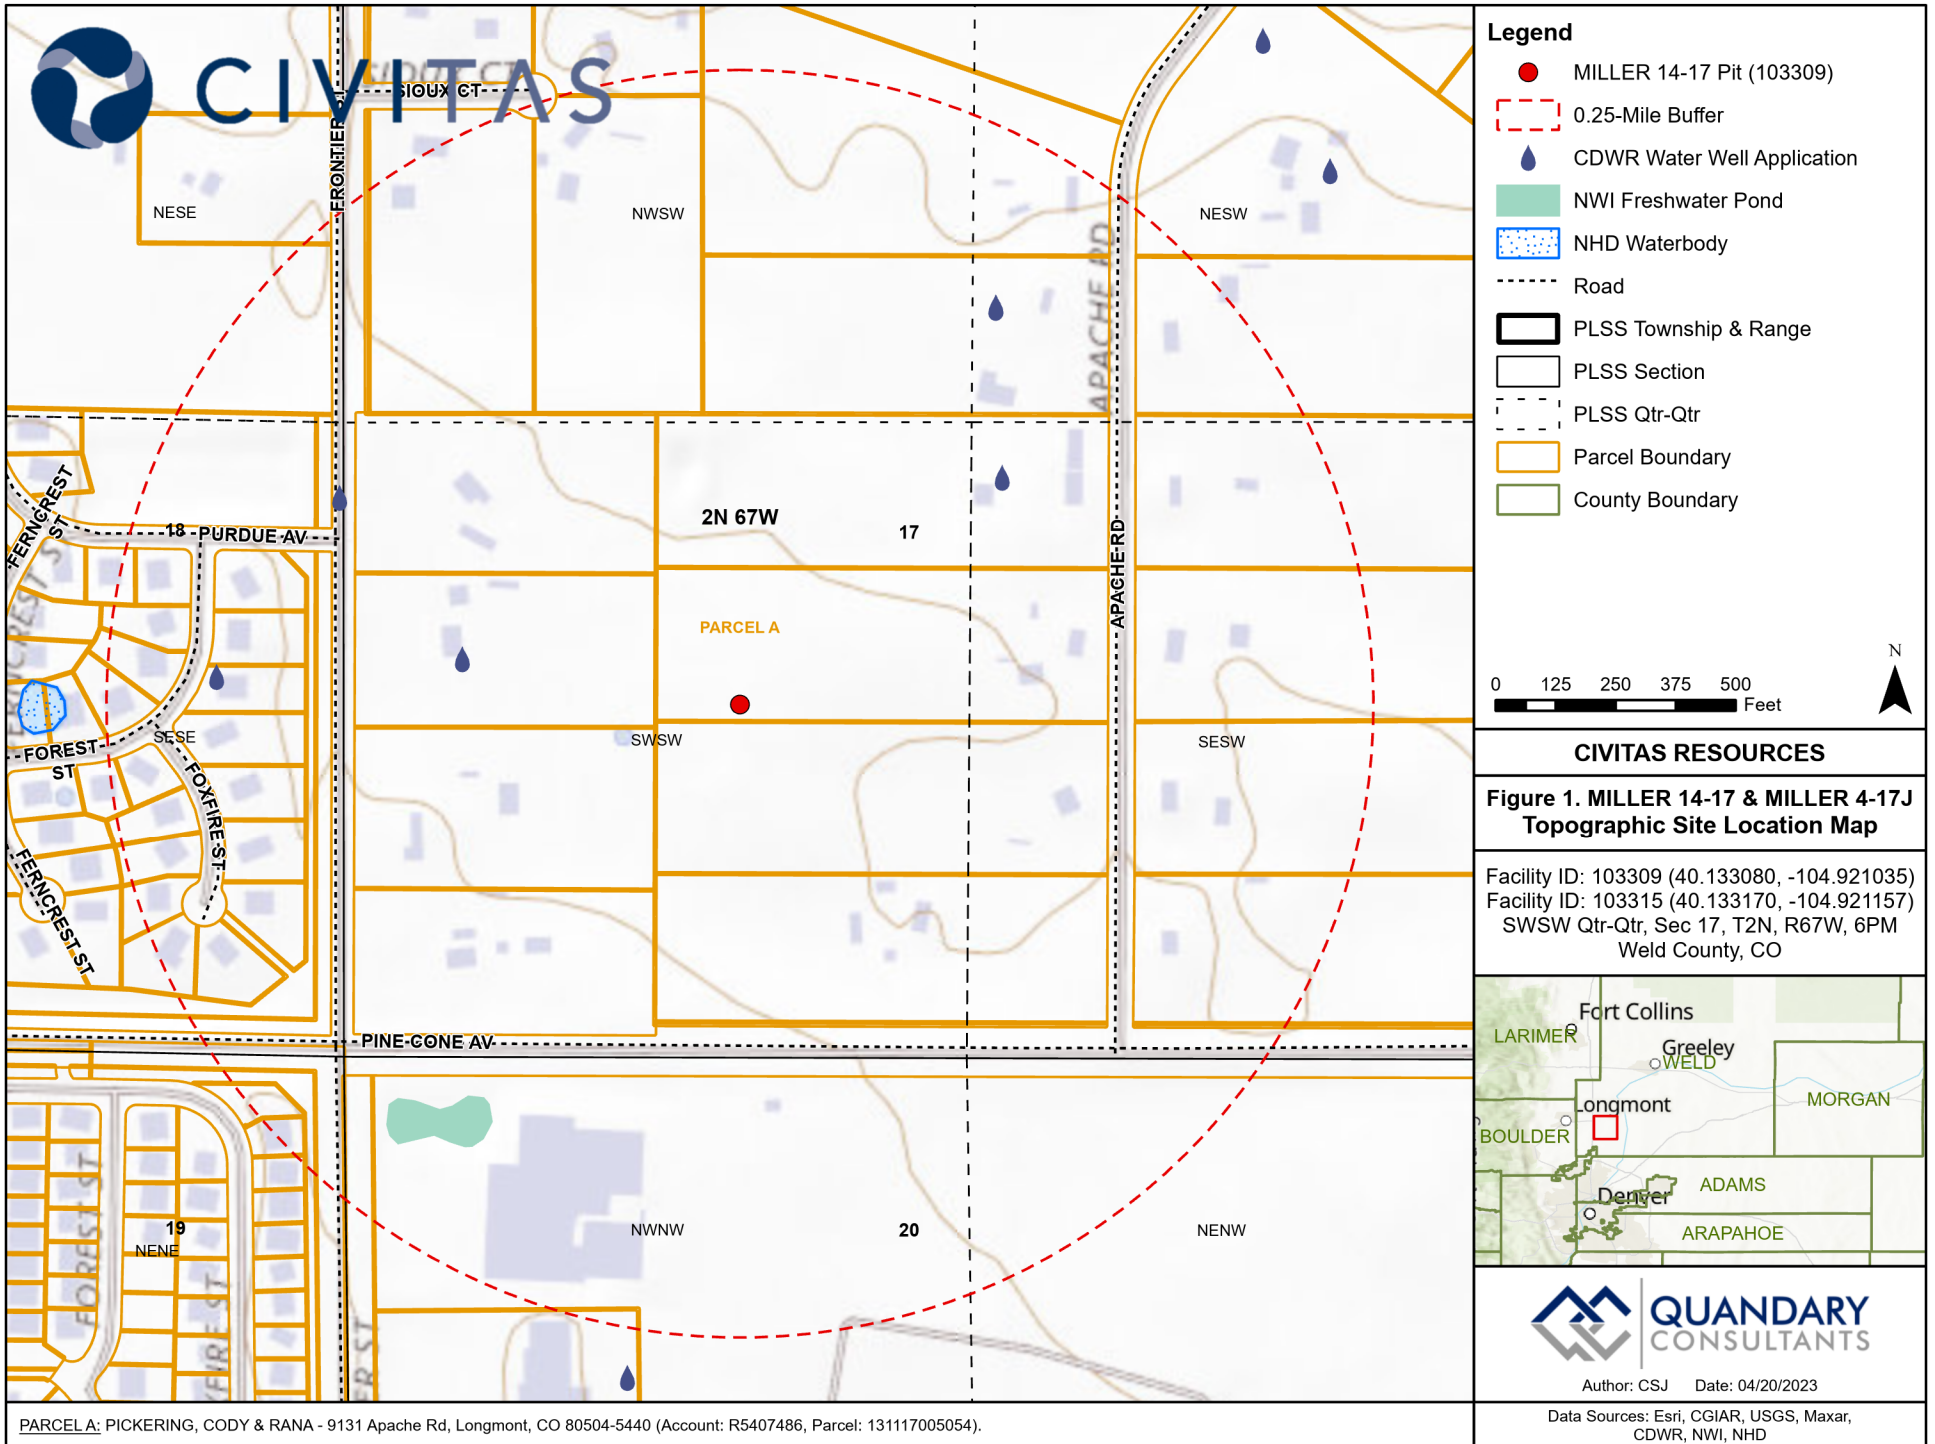 CIVITAS
SIOUX CT
SIOUX CT
FRONTIER ST
NESE
NWSW
NESW
APACHE RD
FERNCREST
ST
18
PURDUE AV
2N 67W
17
APACHE RD
PARCEL A
SESE
FOREST
ST
SWSW
SESW
FOXFIRE ST
FERNCREST ST
PINE CONE AV
FOREST ST
19
NENE
NWNW
20
NENW
PARCEL A: PICKERING, CODY & RANA - 9131 Apache Rd, Longmont, CO 80504-5440 (Account: R5407486, Parcel: 131117005054).
Legend
MILLER 14-17 Pit (103309)
0.25-Mile Buffer
CDWR Water Well Application
NWI Freshwater Pond
NHD Waterbody
Road
PLSS Township & Range
PLSS Section
PLSS Qtr-Qtr
Parcel Boundary
County Boundary
N
0 125 250 375 500
Feet
CIVITAS RESOURCES
Figure 1. MILLER 14-17 & MILLER 4-17J
Topographic Site Location Map
Facility ID: 103309 (40.133080, -104.921035)
Facility ID: 103315 (40.133170, -104.921157)
SWSW Qtr-Qtr, Sec 17, T2N, R67W, 6PM
Weld County, CO
Fort Collins
LARIMER
Greeley
WELD
MORGAN
Longmont
BOULDER
ADAMS
Denver
ARAPAHOE
QUANDARY
CONSULTANTS
Author: CSJ Date: 04/20/2023
Data Sources: Esri, CGIAR, USGS, Maxar,
CDWR, NWI, NHD